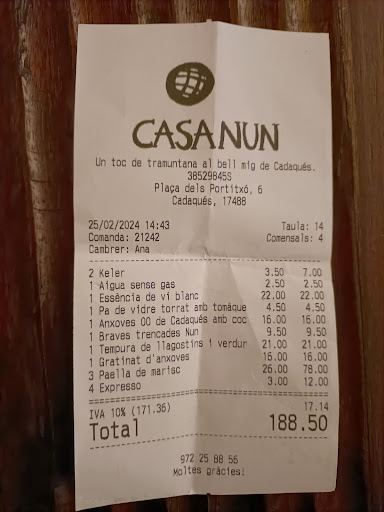 CASANUN
Un toc de tramuntana al bell mig de Cadaqués.
38529845S
Plaça dels Portitxó, 6
Cadaqués, 17488
25/02/2024 14:43 Taula: 14
Comanda: 21242 Comensals: 4
Cambrer: Ana
2 Keler 3.50 7.00
1 Aigua sense gas 2.50 2.50
1 Essència de vi blanc 22.00 22.00
1 Pa de vidre torrat amb tomàque 4.50 4.50
1 Anxoves OO de Cadaqués amb coc 16.00 16.00
1 Braves trencades Nun 9.50 9.50
1 Tempura de llagostins i verdur 21.00 21.00
1 Gratinat d'anxoves 16.00 16.00
3 Paella de marisc 26.00 78.00
4 Expresso 3.00 12.00
IVA 10% (171.36) 17.14
Total 188.50
972 25 88 56
Moltes gràcies!